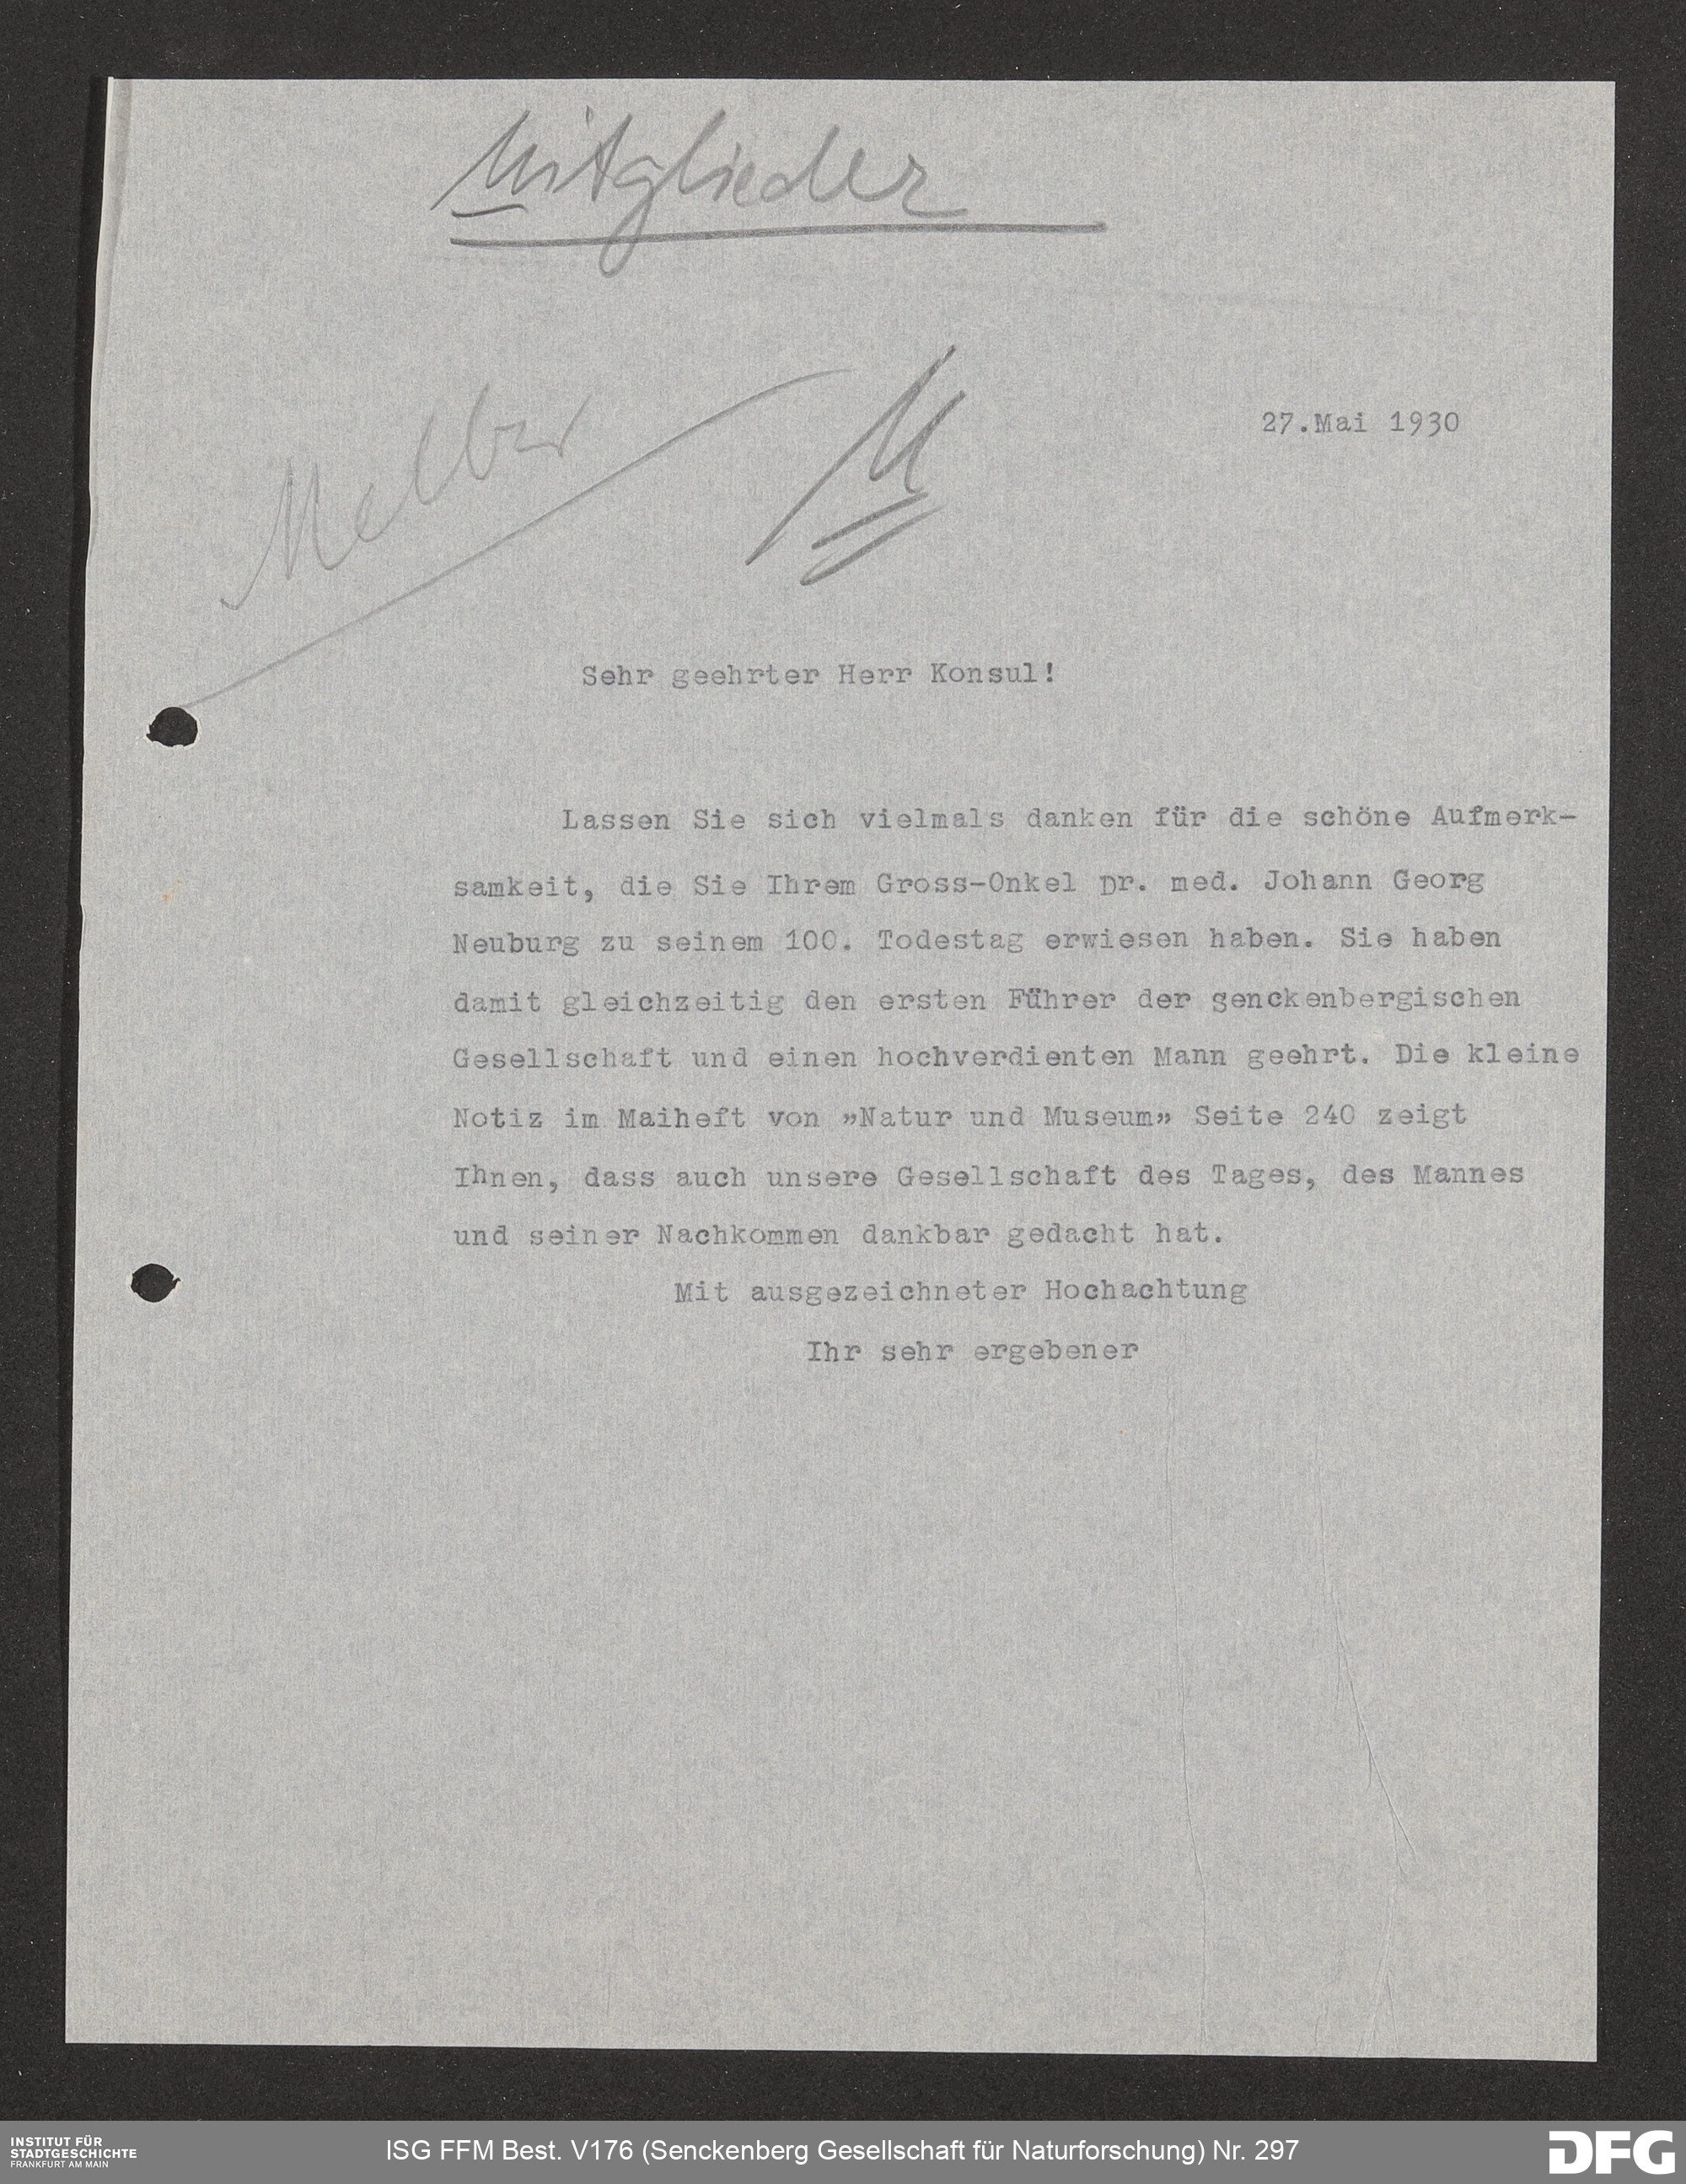 Mitglieder
Melber
M
27.Mai 1930
Sehr geehrter Herr Konsul!
Lassen Sie sich vielmals danken für die schöne Aufmerk-
samkeit, die Sie Ihrem Gross-Onkel Dr. med. Johann Georg
Neuburg zu seinem 100. Todestag erwiesen haben. Sie haben
damit gleichzeitig den ersten Führer der Senckenbergischen
Gesellschaft und einen hochverdienten Mann geehrt. Die kleine
Notiz im Maiheft von „Natur und Museum" Seite 240 zeigt
Ihnen, dass auch unsere Gesellschaft des Tages, des Mannes
und seiner Nachkommen dankbar gedacht hat.
Mit ausgezeichneter Hochachtung
Ihr sehr ergebener
INSTITUT FÜR
STADTGESCHICHTE
FRANKFURT AM MAIN
ISG FFM Best. V176 (Senckenberg Gesellschaft für Naturforschung) Nr. 297
DFG